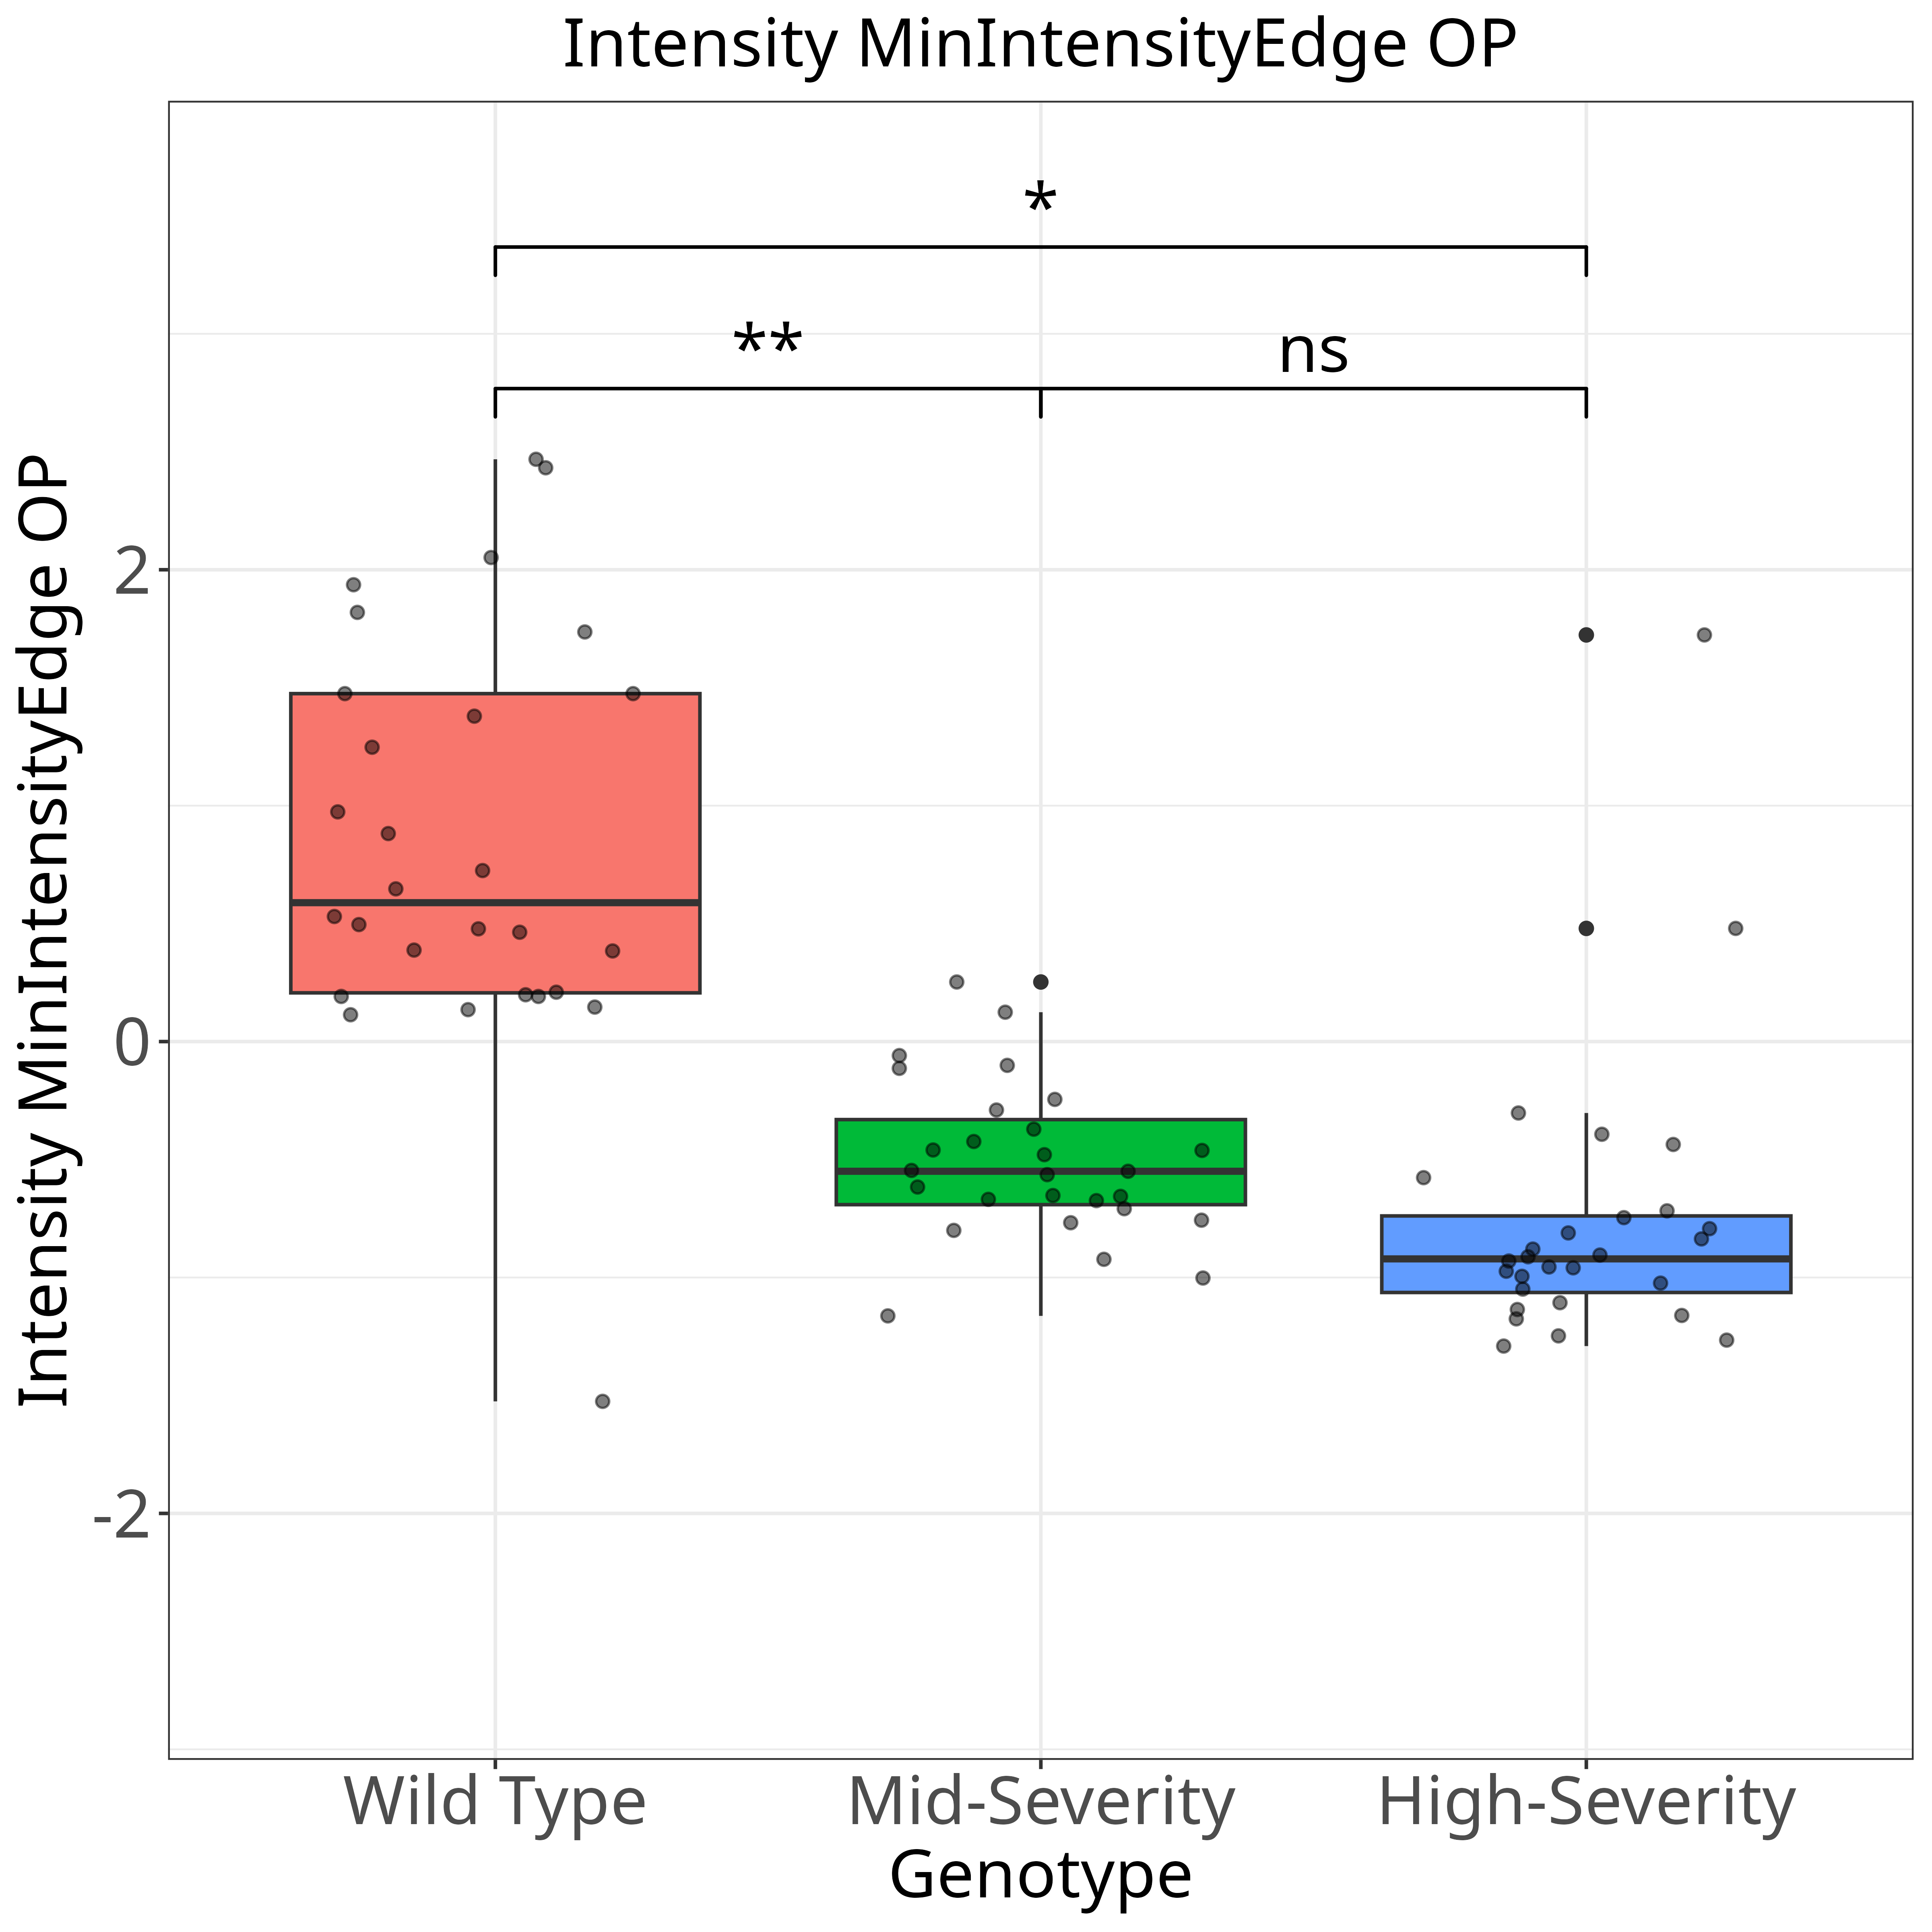 Intensity MinIntensityEdge OP
*
**
ns
Intensity MinIntensityEdge OP
2
0
-2
Wild Type
Mid-Severity
High-Severity
Genotype